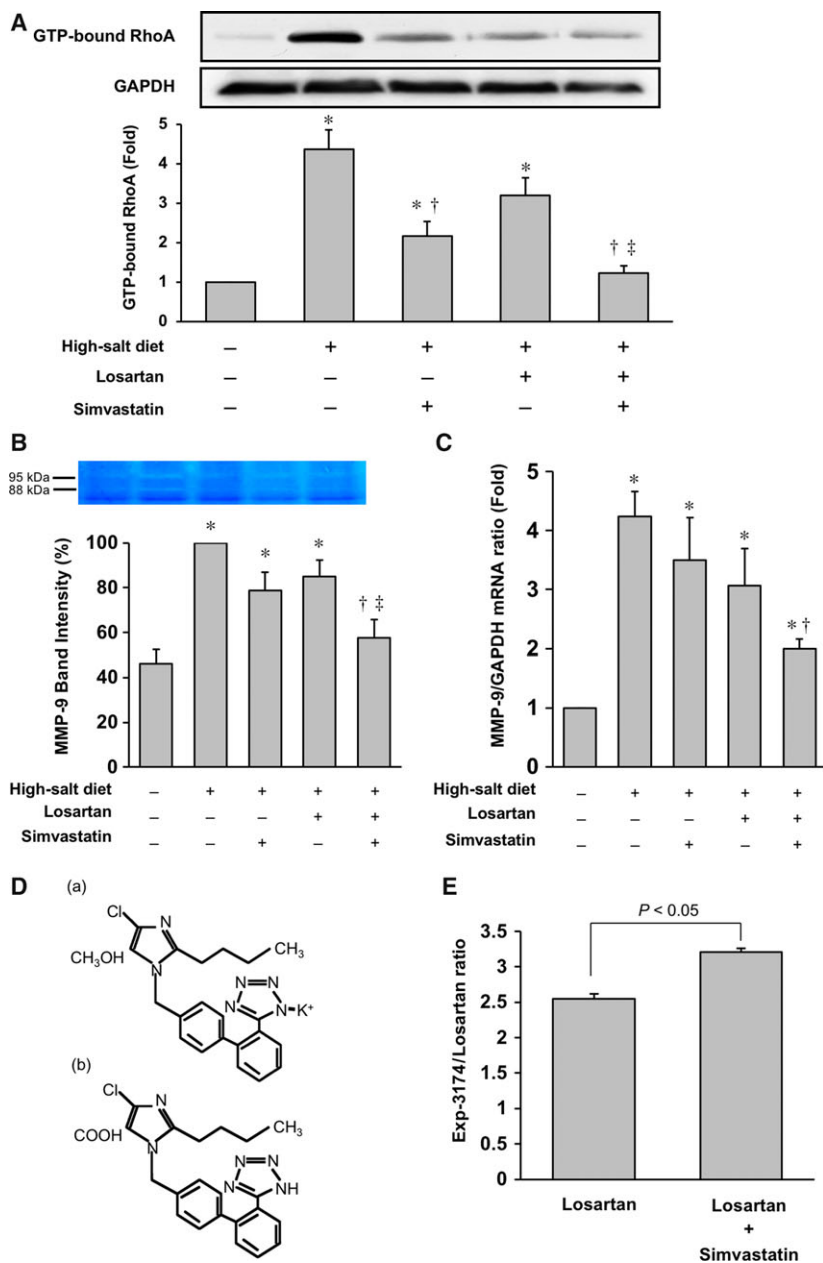 A
GTP-bound RhoA
GAPDH
GTP-bound RhoA (Fold)
5
4
3
2
1
0
*
* †
*
† ‡
High-salt diet – + + + +
Losartan – – – + +
Simvastatin – – + – +
B
95 kDa
88 kDa
MMP-9 Band Intensity (%)
100
80
60
40
20
0
*
*
*
† ‡
High-salt diet – + + + +
Losartan – – – + +
Simvastatin – – + – +
C
MMP-9/GAPDH mRNA ratio (Fold)
5
4
3
2
1
0
*
*
*
* †
High-salt diet – + + + +
Losartan – – – + +
Simvastatin – – + – +
D
(a)
Cl
N
CH₃OH
CH₃
N
N N
N N–K⁺
(b)
Cl
N
COOH
CH₃
N
N N
N NH
E
P < 0.05
Exp-3174/Losartan ratio
3.5
3
2.5
2
1.5
1
0.5
0
Losartan
Losartan
+
Simvastatin